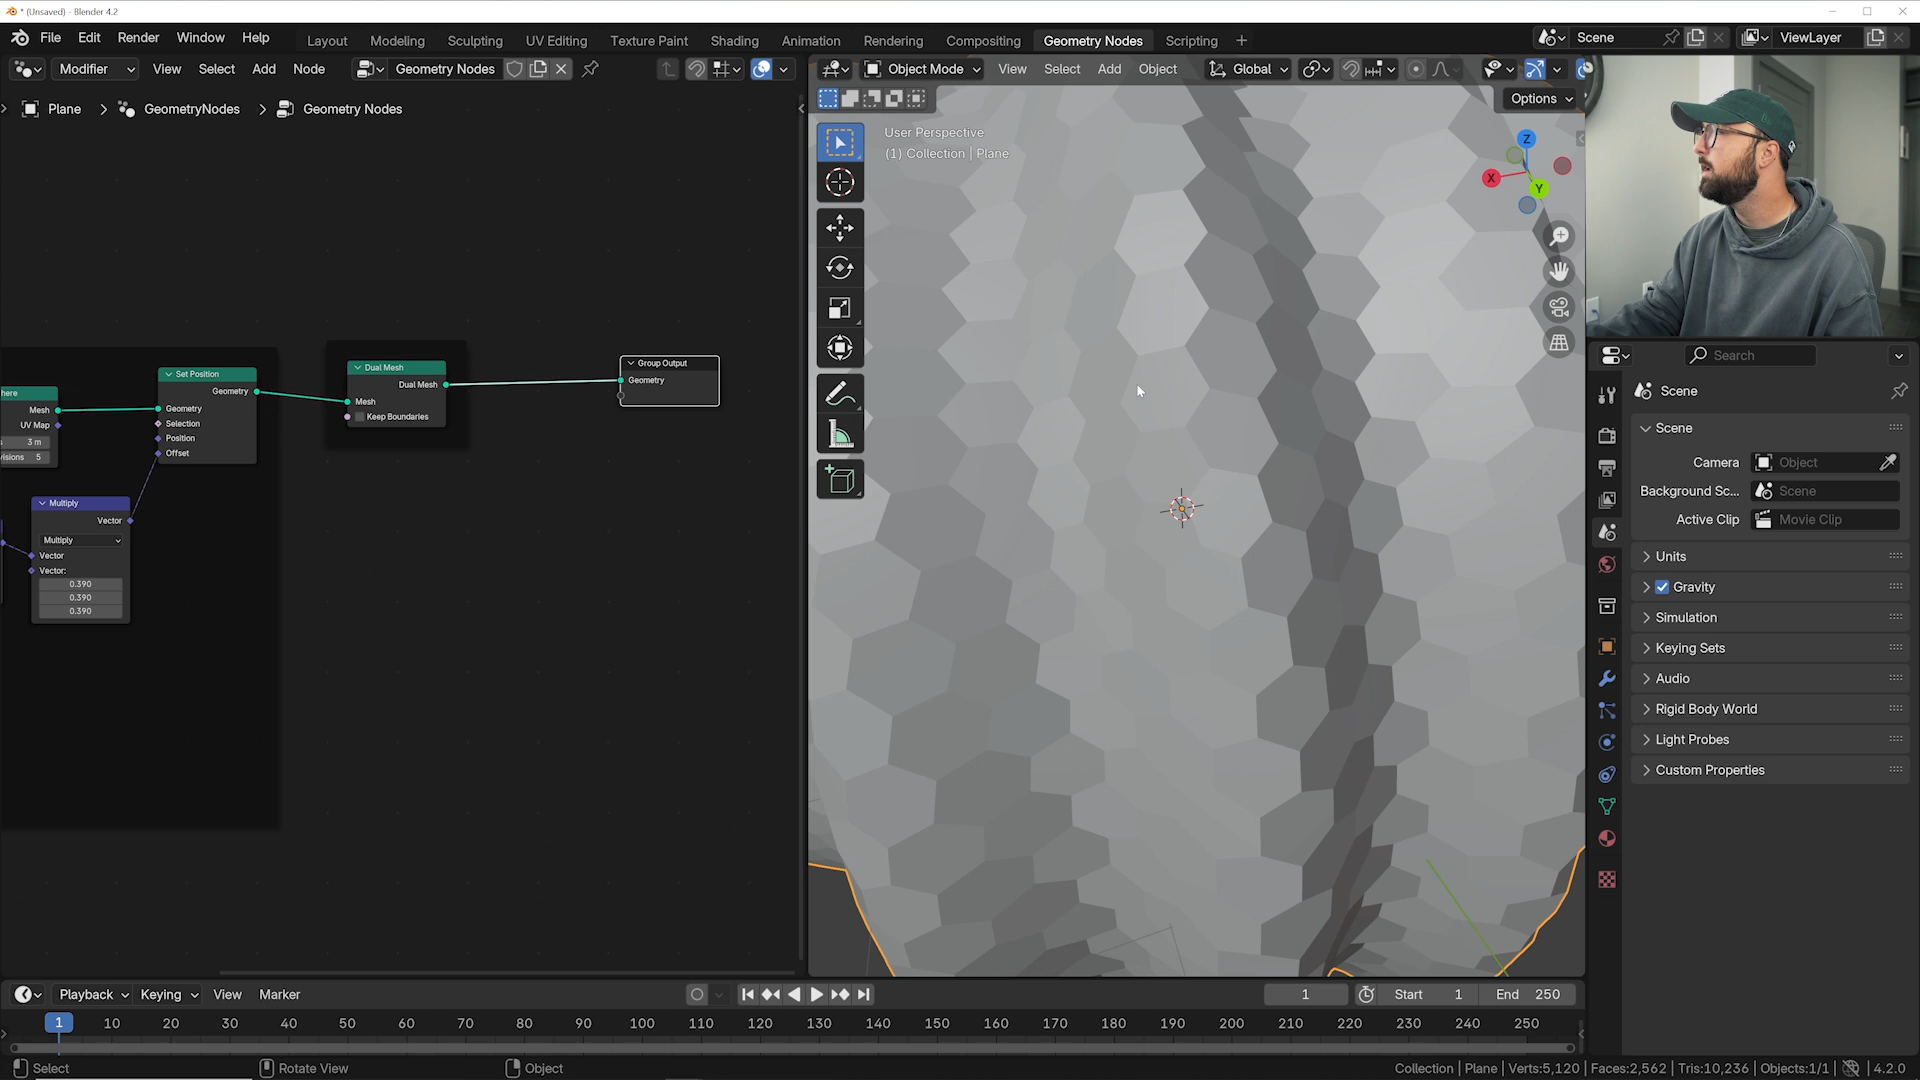 * (Unsaved) - Blender 4.2
File Edit Render Window Help
Layout Modeling Sculpting UV Editing Texture Paint Shading Animation Rendering Compositing Geometry Nodes Scripting +
Scene
ViewLayer
Modifier View Select Add Node Geometry Nodes
Object Mode View Select Add Object Global
Options
Plane > GeometryNodes > Geometry Nodes
User Perspective
(1) Collection | Plane
Z
X
Y
here
Mesh
UV Map
3 m
visions 5
Set Position
Geometry
Geometry
Selection
Position
Offset
Multiply
Vector
Multiply
Vector
Vector:
0.390
0.390
0.390
Dual Mesh
Dual Mesh
Mesh
Keep Boundaries
Group Output
Geometry
Search
Scene
Scene
Camera Object
Background Sc... Scene
Active Clip Movie Clip
Units
Gravity
Simulation
Keying Sets
Audio
Rigid Body World
Light Probes
Custom Properties
Playback Keying View Marker
1 Start 1 End 250
1 10 20 30 40 50 60 70 80 90 100 110 120 130 140 150 160 170 180 190 200 210 220 230 240 250
Select Rotate View Object
Collection | Plane | Verts:5,120 | Faces:2,562 | Tris:10,236 | Objects:1/1 | 4.2.0